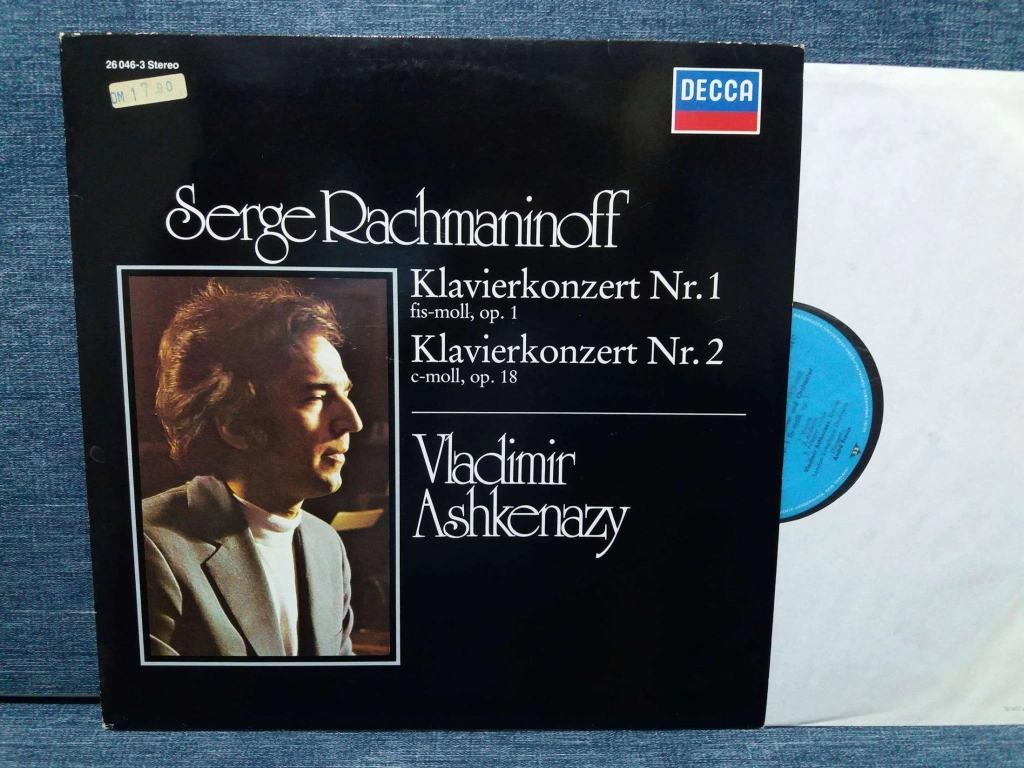 26 046-3 Stereo
DM 17.90
DECCA
Serge Rachmaninoff
Klavierkonzert Nr. 1
fis-moll, op. 1
Klavierkonzert Nr. 2
c-moll, op. 18
Vladimir
Ashkenazy